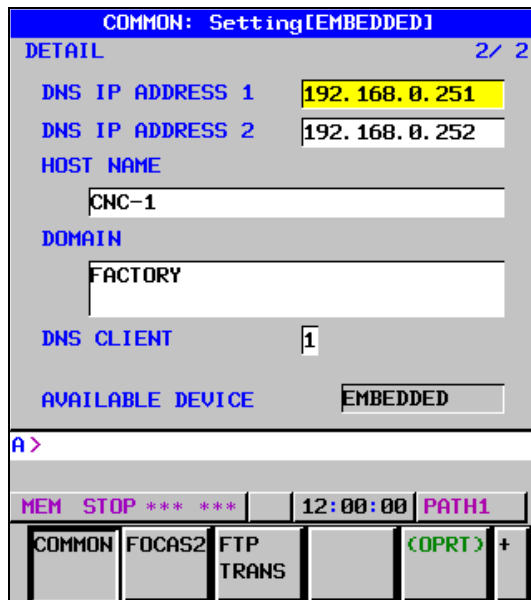 COMMON: Setting[EMBEDDED]
DETAIL 2/ 2
DNS IP ADDRESS 1 192.168.0.251
DNS IP ADDRESS 2 192.168.0.252
HOST NAME
CNC-1
DOMAIN
FACTORY
DNS CLIENT 1
AVAILABLE DEVICE EMBEDDED
A>
MEM STOP *** *** 12:00:00 PATH1
COMMON FOCAS2 FTP TRANS (OPRT) +